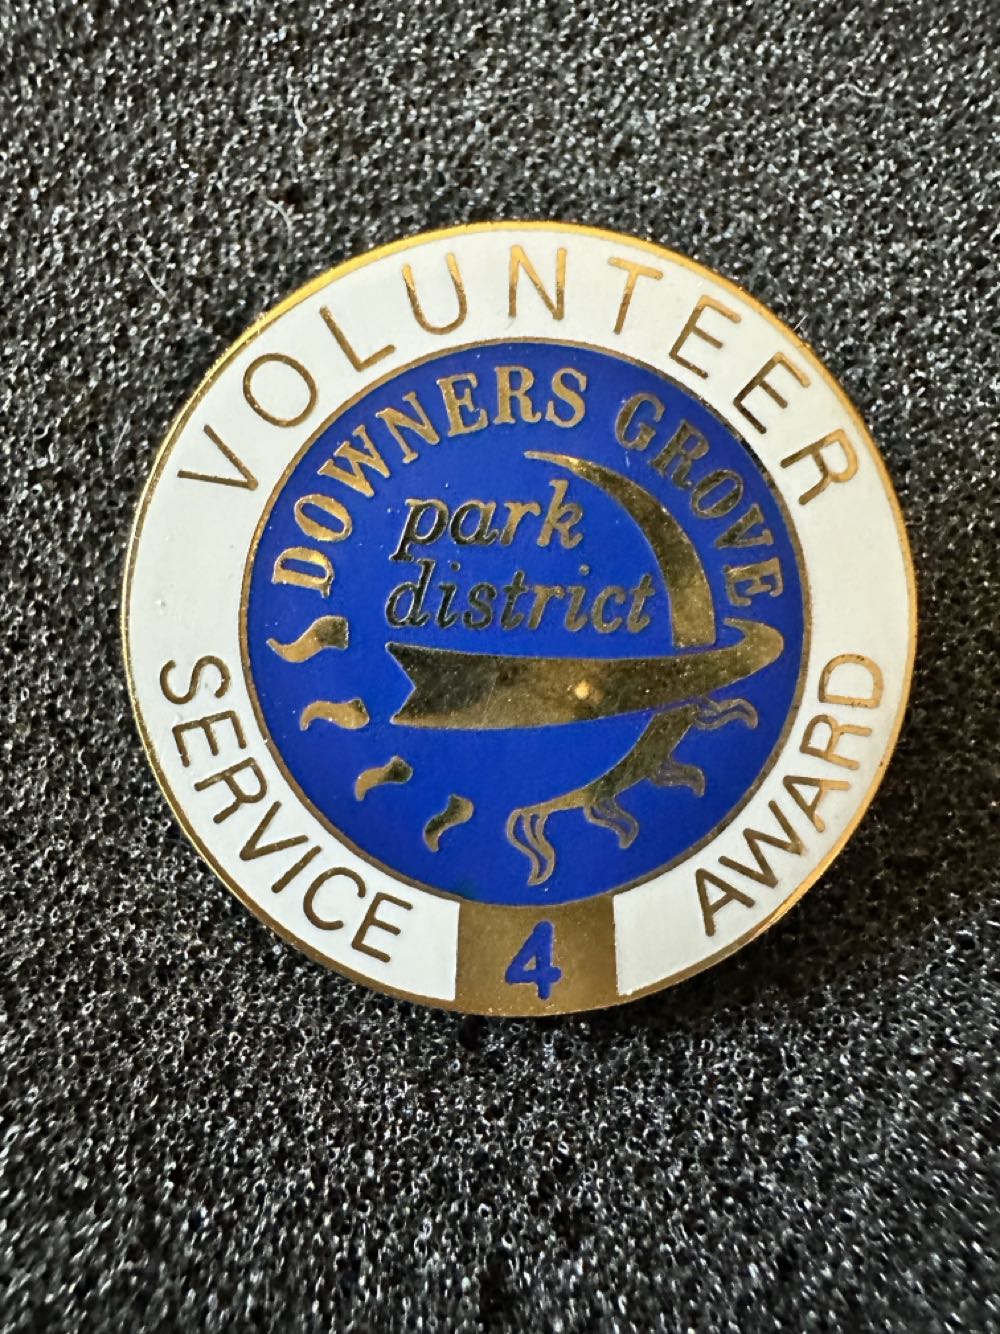 VOLUNTEER
DOWNERS GROVE
park
district
SERVICE AWARD
4